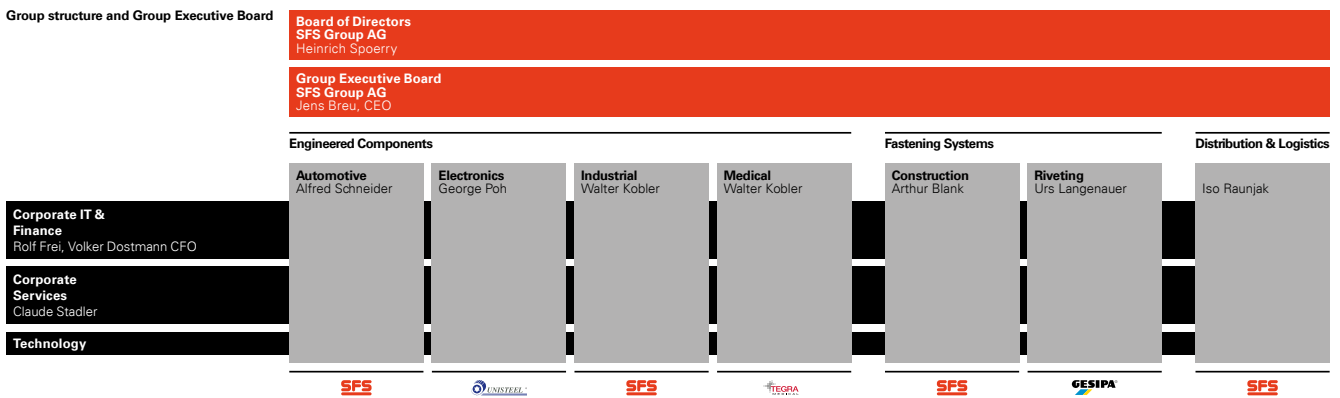 Group structure and Group Executive Board
Board of Directors
SFS Group AG
Heinrich Spoerry
Group Executive Board
SFS Group AG
Jens Breu, CEO
Engineered Components
Fastening Systems
Distribution & Logistics
Automotive
Alfred Schneider
Electronics
George Poh
Industrial
Walter Kobler
Medical
Walter Kobler
Construction
Arthur Blank
Riveting
Urs Langenauer
Iso Raunjak
Corporate IT &
Finance
Rolf Frei, Volker Dostmann CFO
Corporate
Services
Claude Stadler
Technology
SFS
UNISTEEL
SFS
TEGRA
MEDICAL
SFS
GESIPA
SFS